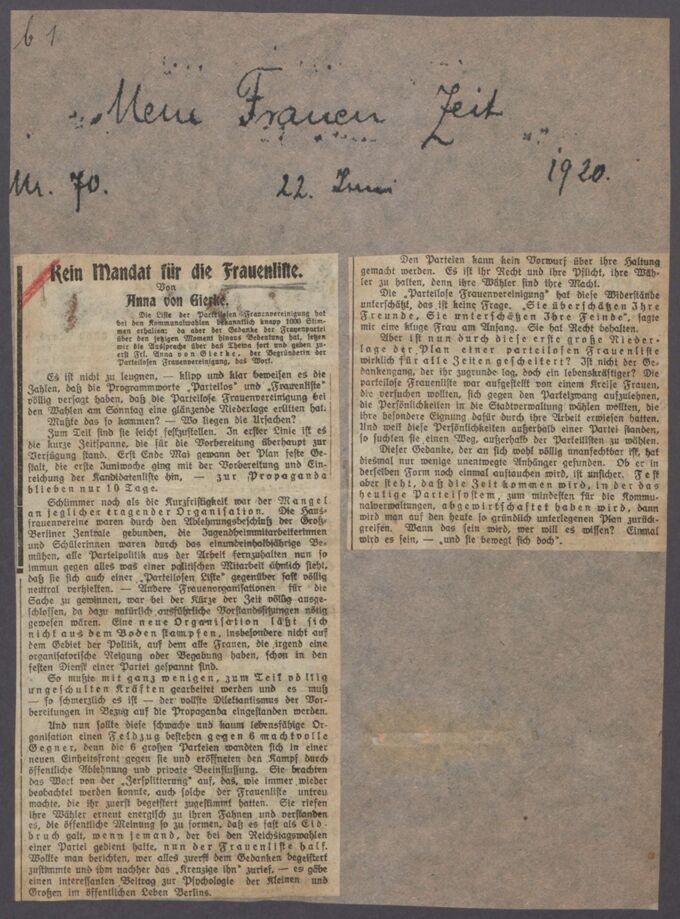 61
„Neue Frauen Zeit"
Nr. 70. 22. Juni 1920.
Kein Mandat für die Frauenliste.
Von
Anna von Gierke.
Die Liste der Parteilosen Frauenvereinigung hat
bei den Kommunalwahlen bekanntlich knapp 1000 Stim-
men erhalten; da aber der Gedanke der Frauenpartei
über den jetzigen Moment hinaus Bedeutung hat, setzen
wir die Aussprache über das Thema fort und geben zu-
erst Frl. Anna von Gierke, der Begründerin der
Parteilosen Frauenvereinigung, das Wort.
Es ist nicht zu leugnen, — klipp und klar beweisen es die
Zahlen, daß die Programmworte „Parteilos" und „Frauenliste"
völlig versagt haben, daß die Parteilose Frauenvereinigung bei
den Wahlen am Sonntag eine glänzende Niederlage erlitten hat.
Mußte das so kommen? — Wo liegen die Ursachen?
Zum Teil sind sie leicht festzustellen. In erster Linie ist es
die kurze Zeitspanne, die für die Vorbereitung überhaupt zur
Verfügung stand. Erst Ende Mai gewann der Plan feste Ge-
stalt, die erste Juniwoche ging mit der Vorbereitung und Ein-
reichung der Kandidatenliste hin, — zur Propaganda
blieben nur 10 Tage.
Schlimmer noch als die Kurzfristigkeit war der Mangel
an jeglicher tragender Organisation. Die Haus-
frauenvereine waren durch den Ablehnungsbeschluß der Groß-
Berliner Zentrale gebunden, die Jugendheimmitarbeiterinnen
und Schülerinnen waren durch das einundeinhalbjährige Be-
mühen, alle Parteipolitik aus der Arbeit fernzuhalten nun so
immun gegen alles was einer politischen Mitarbeit ähnlich sieht,
daß sie sich auch einer „Parteilosen Liste" gegenüber fast völlig
neutral verhielten. — Andere Frauenorganisationen für die
Sache zu gewinnen, war bei der Kürze der Zeit völlig ausge-
schlossen, da dazu natürlich ausführliche Vorstandssitzungen nötig
gewesen wären. Eine neue Organisation läßt sich
nicht aus dem Boden stampfen, insbesondere nicht auf
dem Gebiet der Politik, auf dem alle Frauen, die irgend eine
organisatorische Neigung oder Begabung haben, schon in den
festen Dienst einer Partei gespannt sind.
So mußte mit ganz wenigen, zum Teil völlig
ungeschulten Kräften gearbeitet werden und es muß
— so schmerzlich es ist — der vollste Dilettantismus der Vor-
bereitungen in Bezug auf die Propaganda eingestanden werden.
Und nun sollte diese schwache und kaum lebensfähige Or-
ganisation einen Feldzug bestehen gegen 6 machtvolle
Gegner, denn die 6 großen Parteien wandten sich in einer
neuen Einheitsfront gegen sie und eröffneten den Kampf durch
öffentliche Ablehnung und private Beeinflussung. Sie brachten
das Wort von der „Zersplitterung" auf, das, wie immer wieder
beobachtet werden konnte, auch solche der Frauenliste untreu
machte, die ihr zuerst begeistert zugestimmt hatten. Sie riefen
ihre Wähler erneut energisch zu ihren Fahnen und verstanden
es, die öffentliche Meinung so zu formen, daß es fast als Eid-
bruch galt, wenn jemand, der bei den Reichstagswahlen
einer Partei gedient hatte, nun der Frauenliste half.
Wollte man berichten, wer alles zuerst dem Gedanken begeistert
zustimmte und ihm nachher das „Kreuzige ihn" zurief, — es gäbe
einen interessanten Beitrag zur Psychologie der Kleinen und
Großen im öffentlichen Leben Berlins.
Den Parteien kann kein Vorwurf über ihre Haltung
gemacht werden. Es ist ihr Recht und ihre Pflicht, ihre Wäh-
ler zu halten, denn ihre Wähler sind ihre Macht.
Die „Parteilose Frauenvereinigung" hat diese Widerstände
unterschätzt, das ist keine Frage. „Sie überschätzen Ihre
Freunde, Sie unterschätzen Ihre Feinde", sagte
mir eine kluge Frau am Anfang. Sie hat Recht behalten.
Aber ist nun durch diese erste große Nieder-
lage der Plan einer parteilosen Frauenliste
wirklich für alle Zeiten gescheitert? Ist nicht der Ge-
dankengang, der ihr zugrunde lag, doch ein lebenskräftiger? Die
parteilose Frauenliste war aufgestellt von einem Kreise Frauen,
die versuchen wollten, sich gegen den Parteizwang aufzulehnen,
die Persönlichkeiten in die Stadtverwaltung wählen wollten, die
ihre besondere Eignung dafür durch ihre Arbeit erwiesen hatten.
Und weil diese Persönlichkeiten außerhalb einer Partei standen,
so suchten sie einen Weg, außerhalb der Parteilisten zu wählen.
Dieser Gedanke, der an sich wohl völlig unanfechtbar ist, hat
diesmal nur wenige unentwegte Anhänger gefunden. Ob er in
derselben Form noch einmal auftauchen wird, ist unsicher. Fest
aber steht, daß die Zeit kommen wird, in der das
heutige Parteisystem, zum mindesten für die Kommu-
nalverwaltungen, abgewirtschaftet haben wird, dann
wird man auf den heute so gründlich unterlegenen Plan zurück-
greifen. Wann das sein wird, wer will es wissen? Einmal
wird es sein, — „und sie bewegt sich doch".